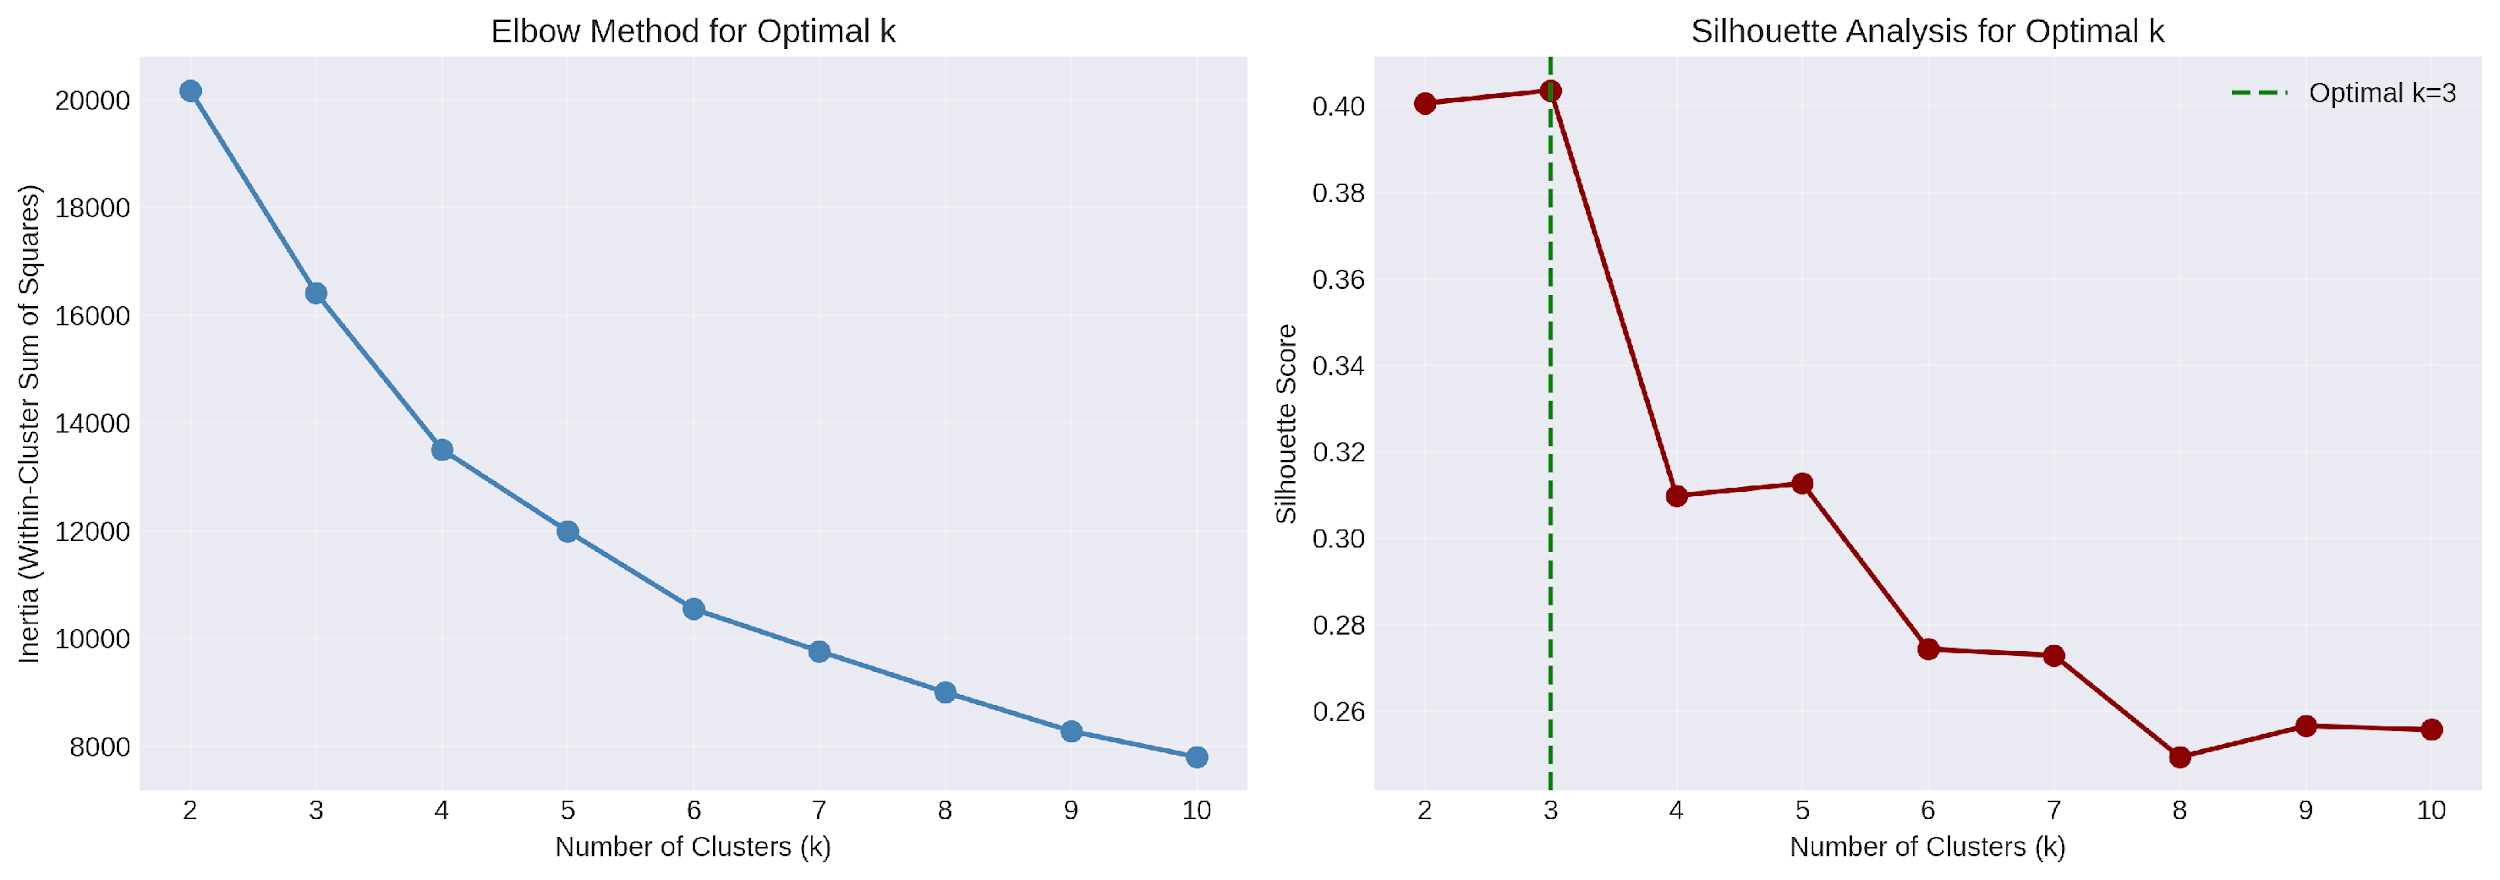 Elbow Method for Optimal k
20000
18000
16000
14000
12000
10000
8000
Inertia (Within-Cluster Sum of Squares)
2 3 4 5 6 7 8 9 10
Number of Clusters (k)
Silhouette Analysis for Optimal k
Optimal k=3
0.40
0.38
0.36
0.34
0.32
0.30
0.28
0.26
Silhouette Score
2 3 4 5 6 7 8 9 10
Number of Clusters (k)